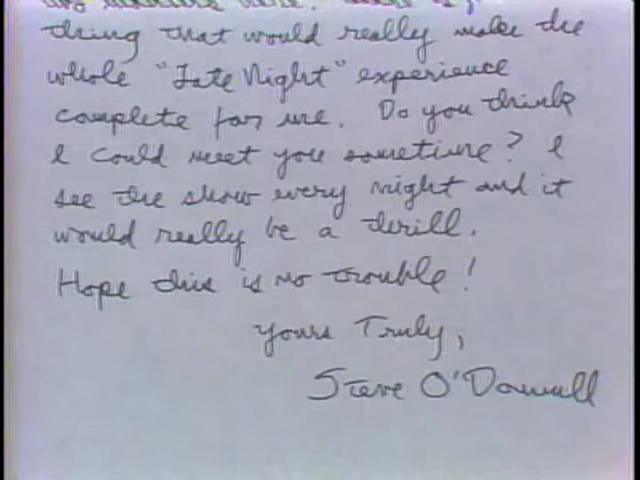 thing that would really make the
whole "Late Night" experience
complete for me. Do you think
I could meet you sometime? I
see the show every night and it
would really be a thrill.
Hope this is no trouble!
Yours Truly,
Steve O'Donnell